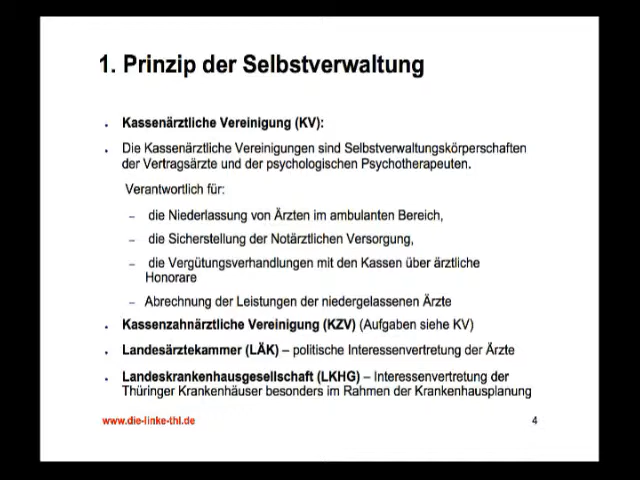 1. Prinzip der Selbstverwaltung
• Kassenärztliche Vereinigung (KV):
• Die Kassenärztliche Vereinigungen sind Selbstverwaltungskörperschaften
der Vertragsärzte und der psychologischen Psychotherapeuten.
Verantwortlich für:
– die Niederlassung von Ärzten im ambulanten Bereich,
– die Sicherstellung der Notärztlichen Versorgung,
– die Vergütungsverhandlungen mit den Kassen über ärztliche
Honorare
– Abrechnung der Leistungen der niedergelassenen Ärzte
• Kassenzahnärztliche Vereinigung (KZV) (Aufgaben siehe KV)
• Landesärztekammer (LÄK) – politische Interessenvertretung der Ärzte
• Landeskrankenhausgesellschaft (LKHG) – Interessenvertretung der
Thüringer Krankenhäuser besonders im Rahmen der Krankenhausplanung
www.die-linke-thl.de 4